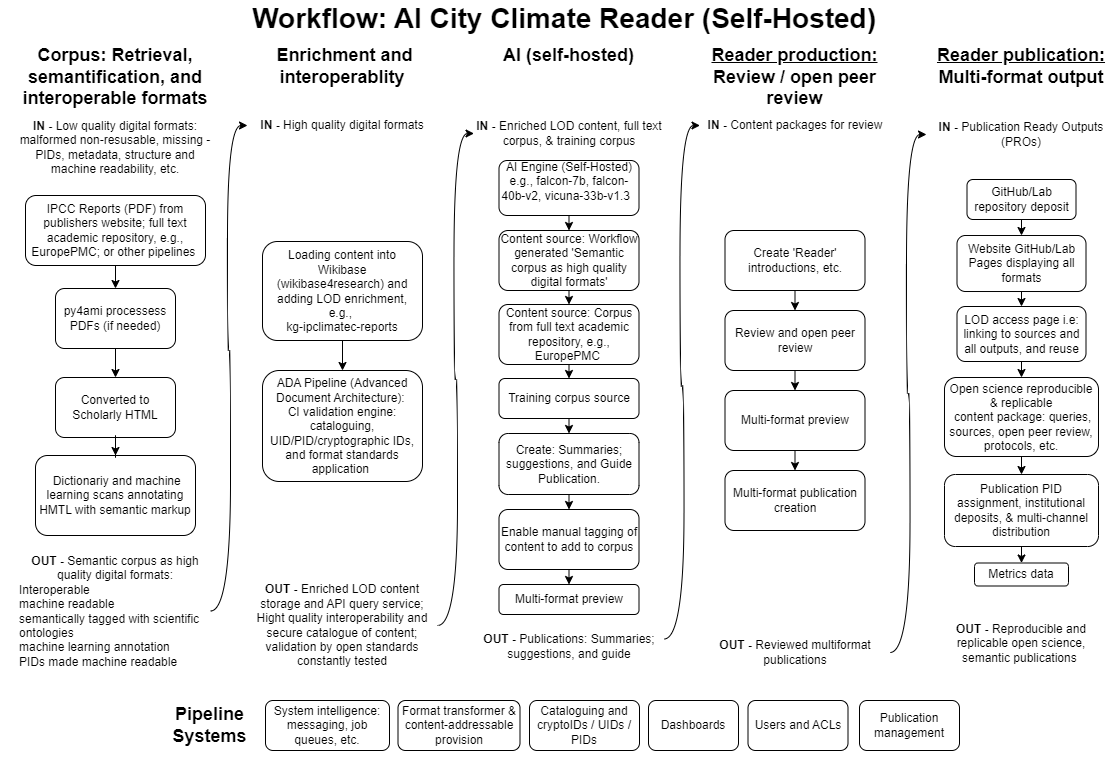 Workflow: AI City Climate Reader (Self-Hosted)
Corpus: Retrieval,
semantification, and
interoperable formats
IN - Low quality digital formats:
malformed non-resusable, missing -
PIDs, metadata, structure and
machine readability, etc.
IPCC Reports (PDF) from
publishers website; full text
academic repository, e.g.,
EuropePMC; or other pipelines
py4ami processess
PDFs (if needed)
Converted to
Scholarly HTML
Dictionariy and machine
learning scans annotating
HMTL with semantic markup
OUT - Semantic corpus as high
quality digital formats:
Interoperable
machine readable
semantically tagged with scientific
ontologies
machine learning annotation
PIDs made machine readable
Enrichment and
interoperablity
IN - High quality digital formats
Loading content into
Wikibase
(wikibase4research) and
adding LOD enrichment,
e.g.,
kg-ipclimatec-reports
ADA Pipeline (Advanced
Document Architecture):
CI validation engine:
cataloguing,
UID/PID/cryptographic IDs,
and format standards
application
OUT - Enriched LOD content
storage and API query service;
Hight quality interoperability and
secure catalogue of content;
validation by open standards
constantly tested
AI (self-hosted)
IN - Enriched LOD content, full text
corpus, & training corpus
AI Engine (Self-Hosted)
e.g., falcon-7b, falcon-
40b-v2, vicuna-33b-v1.3
Content source: Workflow
generated 'Semantic
corpus as high quality
digital formats'
Content source: Corpus
from full text academic
repository, e.g.,
EuropePMC
Training corpus source
Create: Summaries;
suggestions, and Guide
Publication.
Enable manual tagging of
content to add to corpus
Multi-format preview
OUT - Publications: Summaries;
suggestions, and guide
Reader production:
Review / open peer
review
IN - Content packages for review
Create 'Reader'
introductions, etc.
Review and open peer
review
Multi-format preview
Multi-format publication
creation
OUT - Reviewed multiformat
publications
Reader publication:
Multi-format output
IN - Publication Ready Outputs
(PROs)
GitHub/Lab
repository deposit
Website GitHub/Lab
Pages displaying all
formats
LOD access page i.e:
linking to sources and
all outputs, and reuse
Open science reproducible
& replicable
content package: queries,
sources, open peer review,
protocols, etc.
Publication PID
assignment, institutional
deposits, & multi-channel
distribution
Metrics data
OUT - Reproducible and
replicable open science,
semantic publications
Pipeline
Systems
System intelligence:
messaging, job
queues, etc.
Format transformer &
content-addressable
provision
Cataloguing and
cryptoIDs / UIDs /
PIDs
Dashboards
Users and ACLs
Publication
management